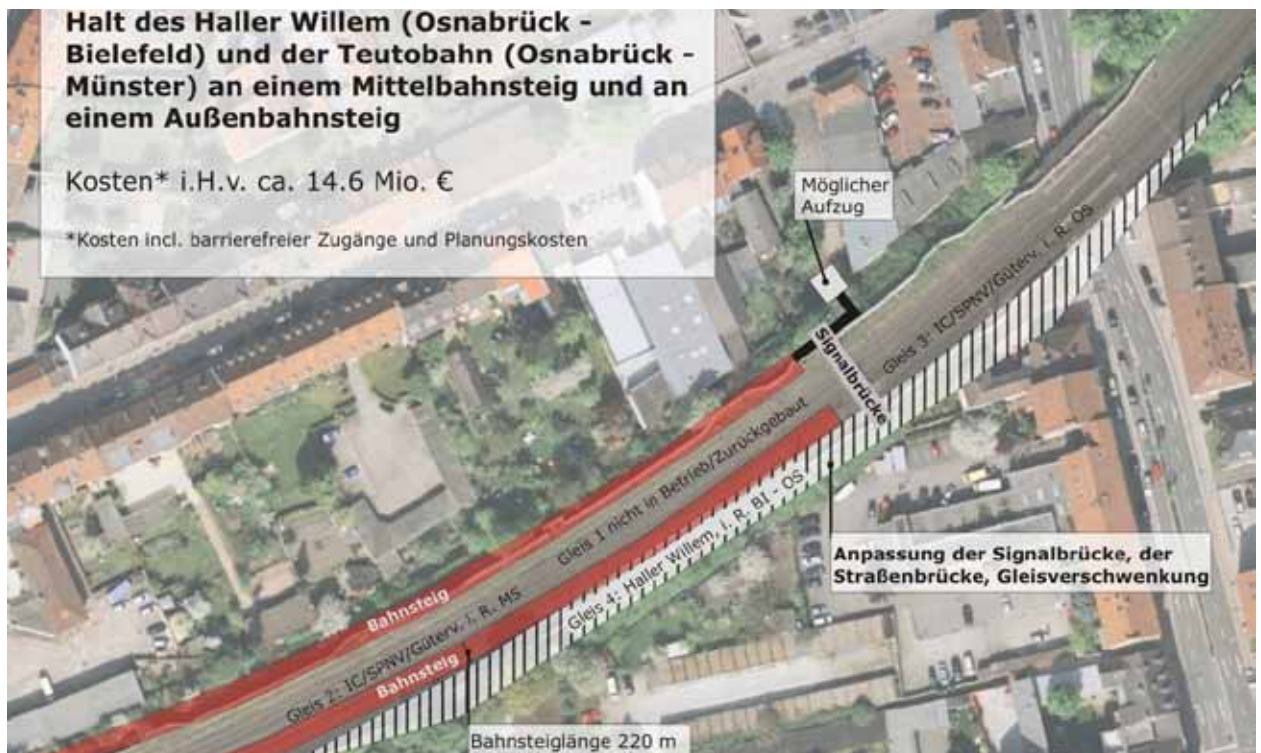 Halt des Haller Willem (Osnabrück -
Bielefeld) und der Teutobahn (Osnabrück -
Münster) an einem Mittelbahnsteig und an
einem Außenbahnsteig
Kosten* i.H.v. ca. 14.6 Mio. €
*Kosten incl. barrierefreier Zugänge und Planungskosten
Möglicher
Aufzug
Signalbrücke
Gleis 3: IC/SPNV/Güterv. i. R. OS
Gleis 1 nicht in Betrieb/Zurückgebaut
Gleis 4: Haller Willem, i. R. BI - OS
Anpassung der Signalbrücke, der
Straßenbrücke, Gleisverschwenkung
Bahnsteig
Gleis 2: IC/SPNV/Güterv. i. R. MS
Bahnsteig
Bahnsteiglänge 220 m